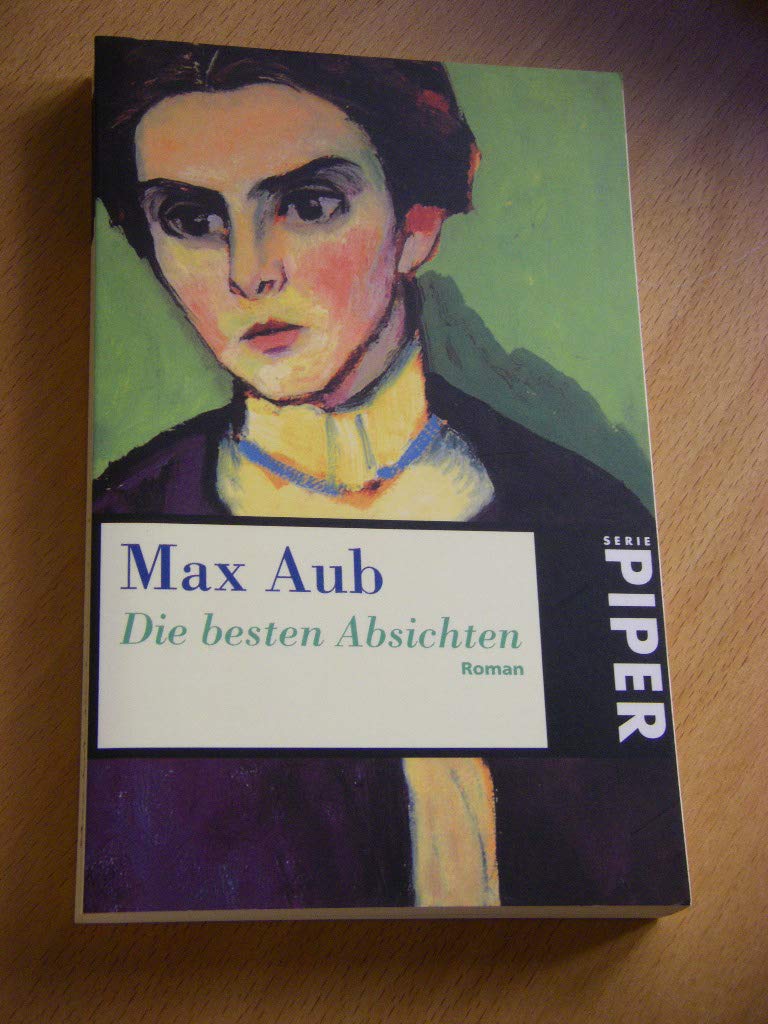 Max Aub
Die besten Absichten
Roman
SERIE
PIPER